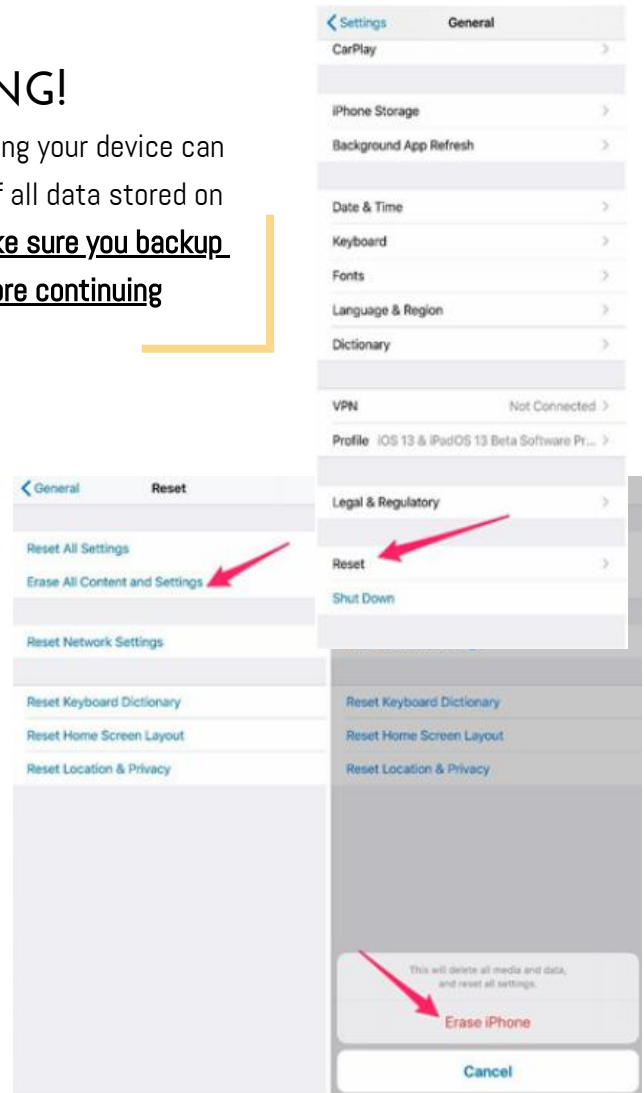 NG!
ng your device can
f all data stored on
ke sure you backup
ore continuing
Settings General
CarPlay
iPhone Storage
Background App Refresh
Date & Time
Keyboard
Fonts
Language & Region
Dictionary
VPN Not Connected
Profile iOS 13 & iPadOS 13 Beta Software Pr...
Legal & Regulatory
Reset
Shut Down
General Reset
Reset All Settings
Erase All Content and Settings
Reset Network Settings
Reset Keyboard Dictionary
Reset Home Screen Layout
Reset Location & Privacy
Reset Keyboard Dictionary
Reset Home Screen Layout
Reset Location & Privacy
This will delete all media and data,
and reset all settings.
Erase iPhone
Cancel